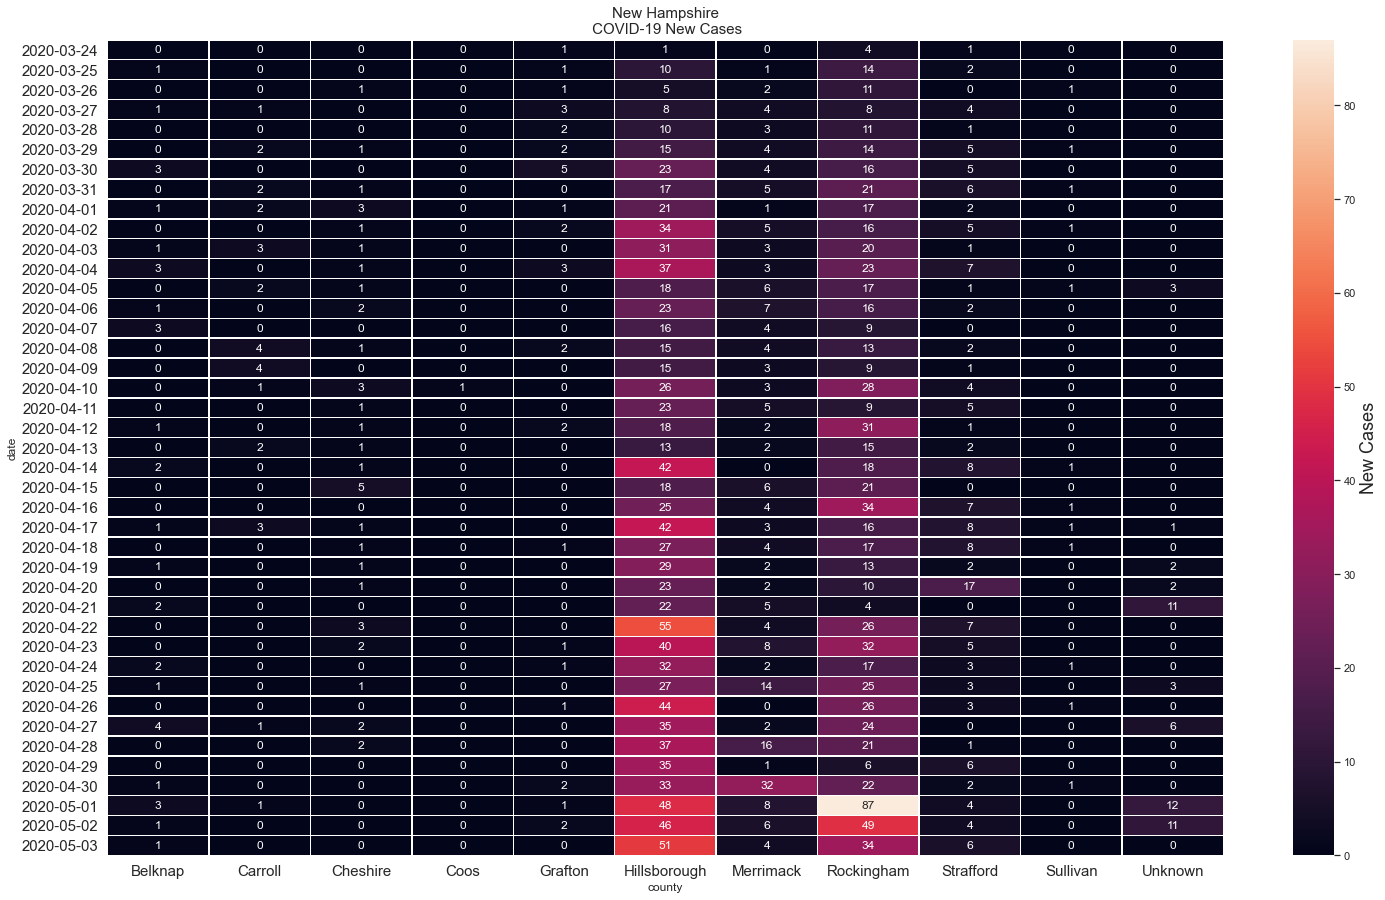 New Hampshire
COVID-19 New Cases
2020-03-24 0 0 0 0 1 1 0 4 1 0 0
2020-03-25 1 0 0 0 1 10 1 14 2 0 0
2020-03-26 0 0 1 0 1 5 2 11 0 1 0
2020-03-27 1 1 0 0 3 8 4 8 4 0 0
2020-03-28 0 0 0 0 2 10 3 11 1 0 0
2020-03-29 0 2 1 0 2 15 4 14 5 1 0
2020-03-30 3 0 0 0 5 23 4 16 5 0 0
2020-03-31 0 2 1 0 0 17 5 21 6 1 0
2020-04-01 1 2 3 0 1 21 1 17 2 0 0
2020-04-02 0 0 1 0 2 34 5 16 5 1 0
2020-04-03 1 3 1 0 0 31 3 20 1 0 0
2020-04-04 3 0 1 0 3 37 3 23 7 0 0
2020-04-05 0 2 1 0 0 18 6 17 1 1 3
2020-04-06 1 0 2 0 0 23 7 16 2 0 0
2020-04-07 3 0 0 0 0 16 4 9 0 0 0
2020-04-08 0 4 1 0 2 15 4 13 2 0 0
2020-04-09 0 4 0 0 0 15 3 9 1 0 0
2020-04-10 0 1 3 1 0 26 3 28 4 0 0
2020-04-11 0 0 1 0 0 23 5 9 5 0 0
2020-04-12 1 0 1 0 2 18 2 31 1 0 0
2020-04-13 0 2 1 0 0 13 2 15 2 0 0
2020-04-14 2 0 1 0 0 42 0 18 8 1 0
2020-04-15 0 0 5 0 0 18 6 21 0 0 0
2020-04-16 0 0 0 0 0 25 4 34 7 1 0
2020-04-17 1 3 1 0 0 42 3 16 8 1 1
2020-04-18 0 0 1 0 1 27 4 17 8 1 0
2020-04-19 1 0 1 0 0 29 2 13 2 0 2
2020-04-20 0 0 1 0 0 23 2 10 17 0 2
2020-04-21 2 0 0 0 0 22 5 4 0 0 11
2020-04-22 0 0 3 0 0 55 4 26 7 0 0
2020-04-23 0 0 2 0 1 40 8 32 5 0 0
2020-04-24 2 0 0 0 1 32 2 17 3 1 0
2020-04-25 1 0 1 0 0 27 14 25 3 0 3
2020-04-26 0 0 0 0 1 44 0 26 3 1 0
2020-04-27 4 1 2 0 0 35 2 24 0 0 6
2020-04-28 0 0 2 0 0 37 16 21 1 0 0
2020-04-29 0 0 0 0 0 35 1 6 6 0 0
2020-04-30 1 0 0 0 2 33 32 22 2 1 0
2020-05-01 3 1 0 0 1 48 8 87 4 0 12
2020-05-02 1 0 0 0 2 46 6 49 4 0 11
2020-05-03 1 0 0 0 0 51 4 34 6 0 0
Belknap Carroll Cheshire Coos Grafton Hillsborough Merrimack Rockingham Strafford Sullivan Unknown
county
date
80
70
60
50
40
30
20
10
0
New Cases